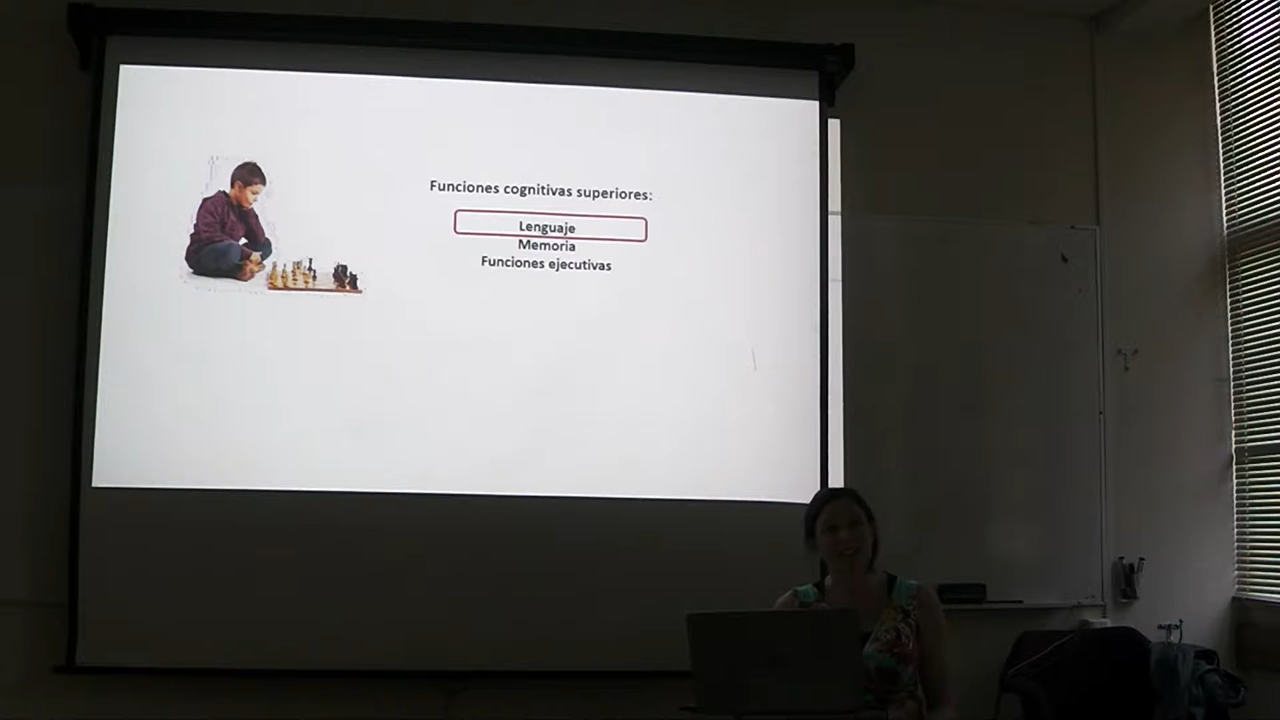 Funciones cognitivas superiores:
Lenguaje
Memoria
Funciones ejecutivas